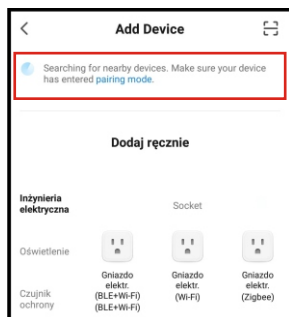 Add Device
Searching for nearby devices. Make sure your device
has entered pairing mode.
Dodaj ręcznie
Inżynieria
elektryczna
Socket
Oświetlenie
Gniazdo
elektr.
(BLE+Wi-Fi)
(BLE+Wi-Fi)
Gniazdo
elektr.
(Wi-Fi)
Gniazdo
elektr.
(Zigbee)
Czujnik
ochrony